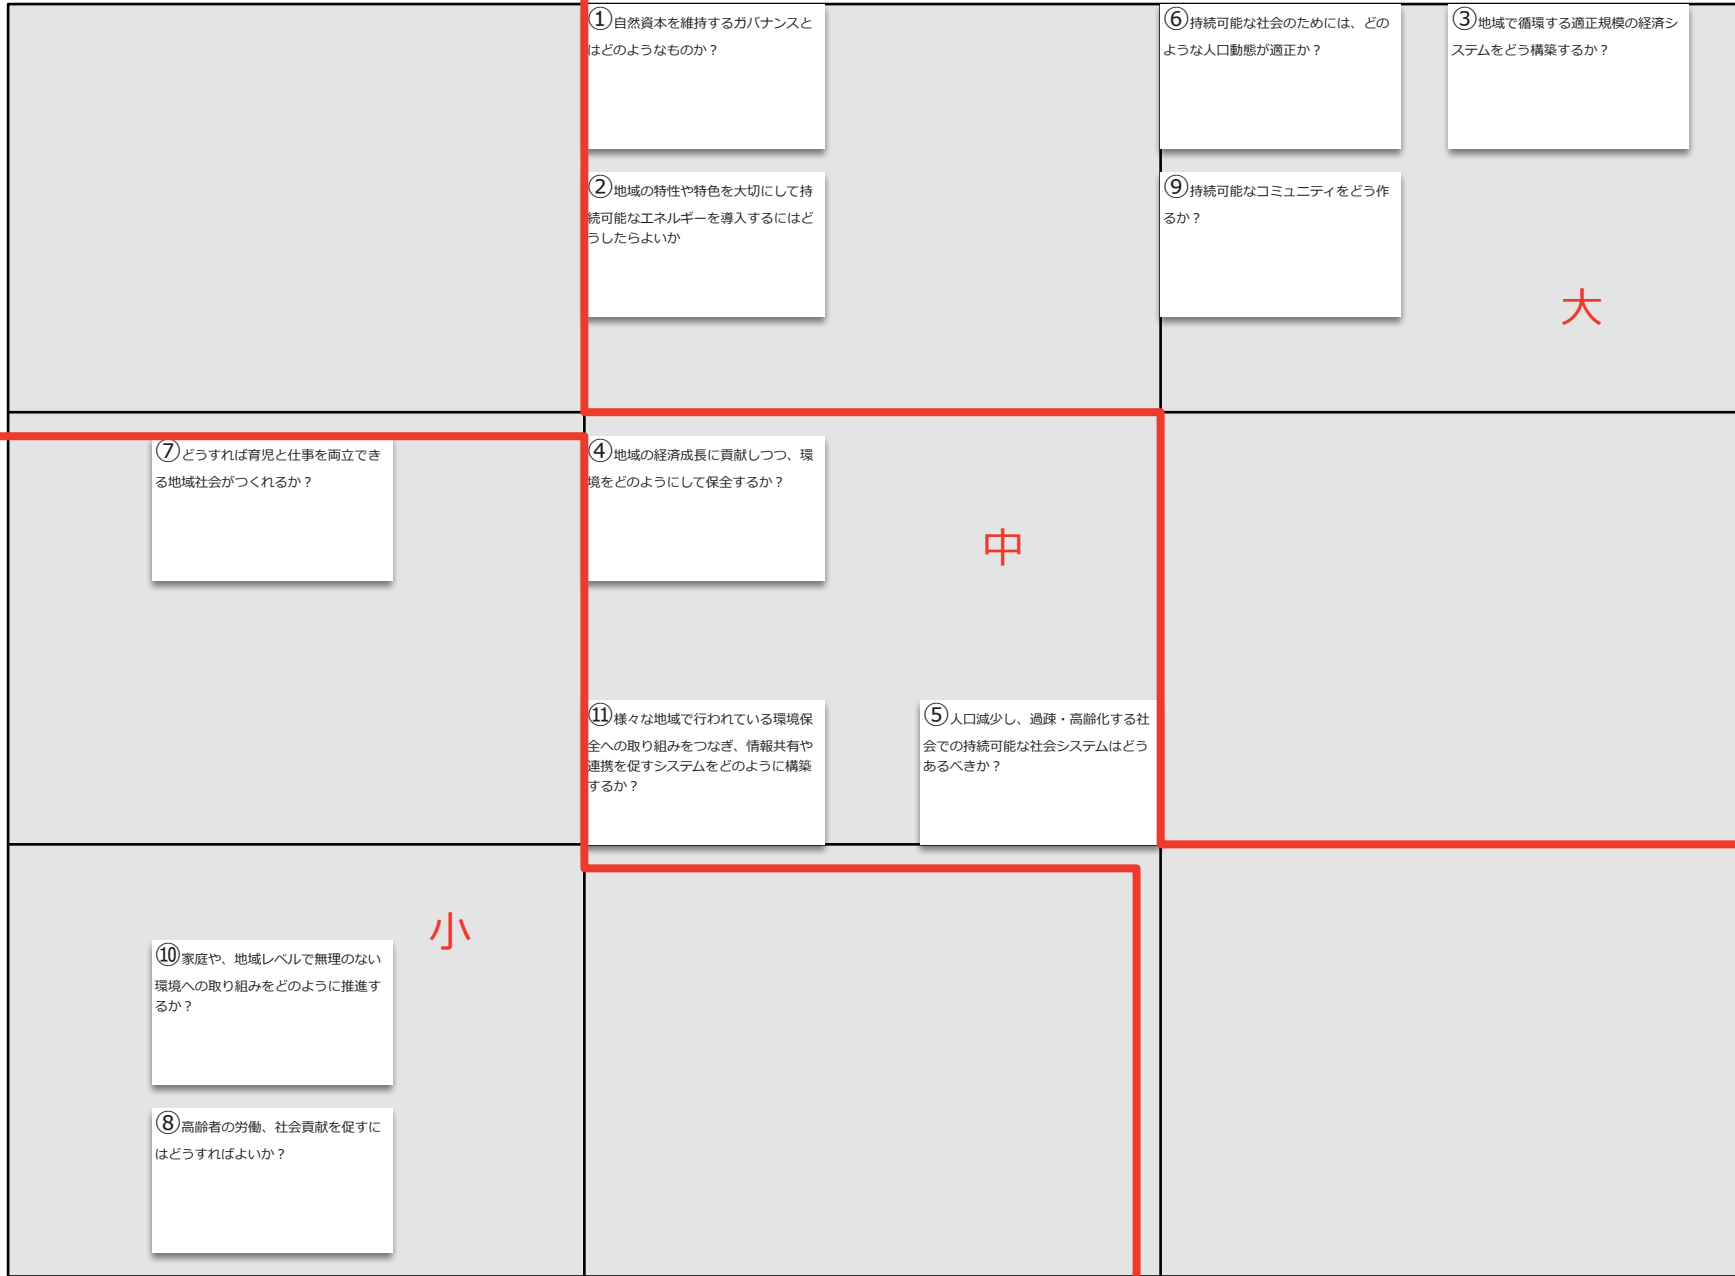 ①自然資本を維持するガバナンスと
はどのようなものか？
⑥持続可能な社会のためには、どの
ような人口動態が適正か？
③地域で循環する適正規模の経済シ
ステムをどう構築するか？
②地域の特性や特色を大切にして持
続可能なエネルギーを導入するにはど
うしたらよいか
⑨持続可能なコミュニティをどう作
るか？
大
⑦どうすれば育児と仕事を両立でき
る地域社会がつくれるか？
④地域の経済成長に貢献しつつ、環
境をどのようにして保全するか？
中
⑪様々な地域で行われている環境保
全への取り組みをつなぎ、情報共有や
連携を促すシステムをどのように構築
するか？
⑤人口減少し、過疎・高齢化する社
会での持続可能な社会システムはどう
あるべきか？
小
⑩家庭や、地域レベルで無理のない
環境への取り組みをどのように推進す
るか？
⑧高齢者の労働、社会貢献を促すに
はどうすればよいか？